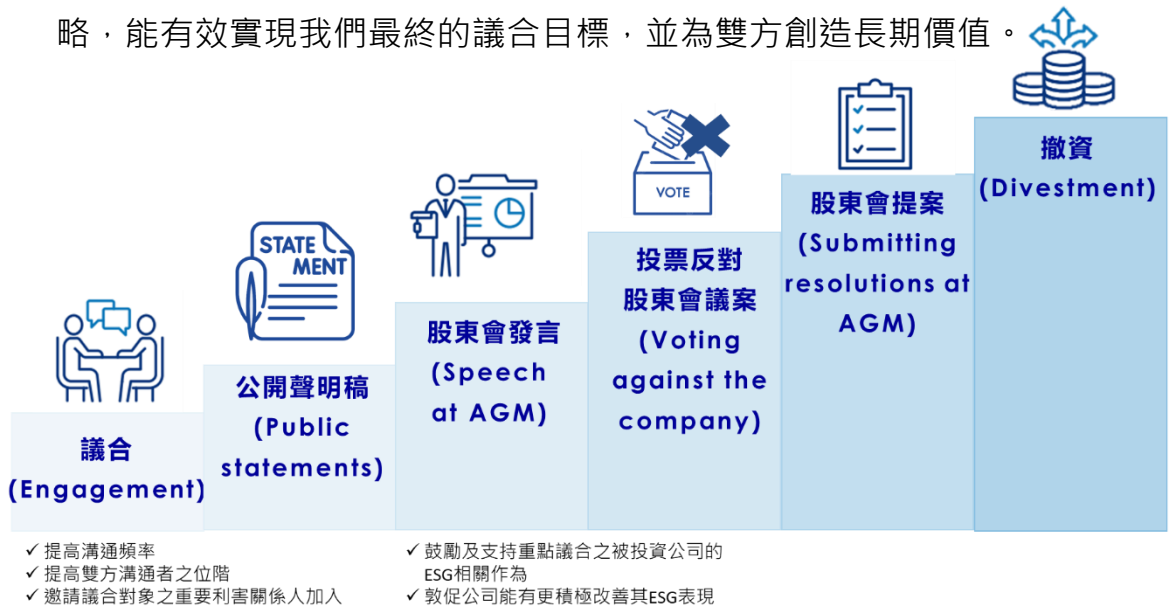 略，能有效實現我們最終的議合目標，並為雙方創造長期價值。
議合
(Engagement)
STATE
MENT
公開聲明稿
(Public
statements)
股東會發言
(Speech
at AGM)
VOTE
投票反對
股東會議案
(Voting
against the
company)
股東會提案
(Submitting
resolutions at
AGM)
撤資
(Divestment)
✓ 提高溝通頻率
✓ 提高雙方溝通者之位階
✓ 邀請議合對象之重要利害關係人加入
✓ 鼓勵及支持重點議合之被投資公司的
ESG相關作為
✓ 敦促公司能有更積極改善其ESG表現